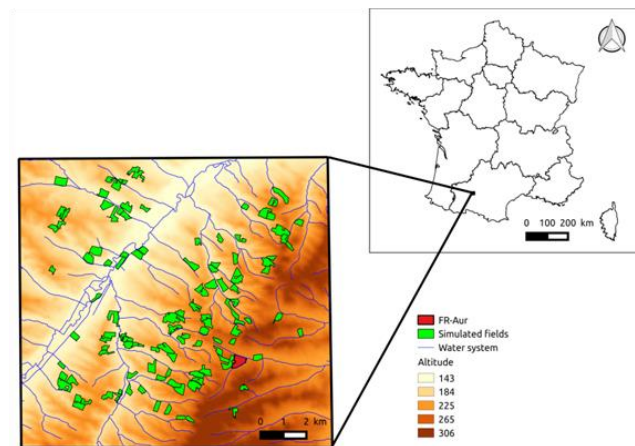 0 100 200 km
FR-Aur
Simulated fields
Water system
Altitude
143
184
225
265
306
0 1 2 km